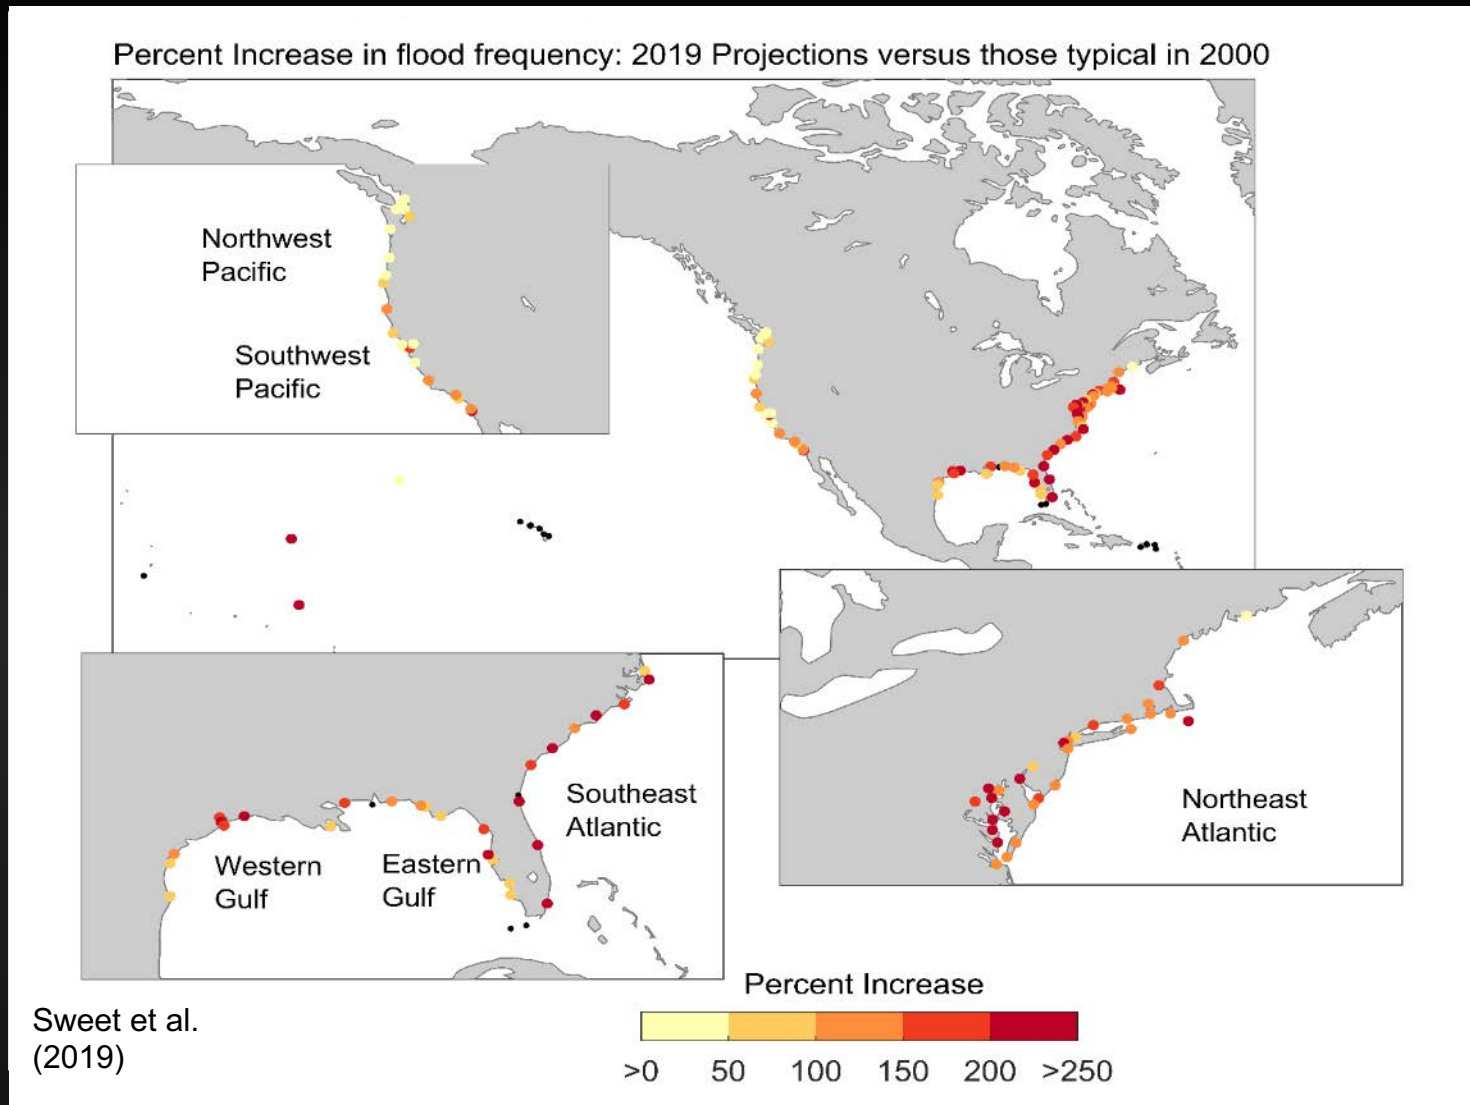 Percent Increase in flood frequency: 2019 Projections versus those typical in 2000
Northwest
Pacific
Southwest
Pacific
Southeast
Atlantic
Western
Gulf
Eastern
Gulf
Northeast
Atlantic
Percent Increase
>0 50 100 150 200 >250
Sweet et al.
(2019)